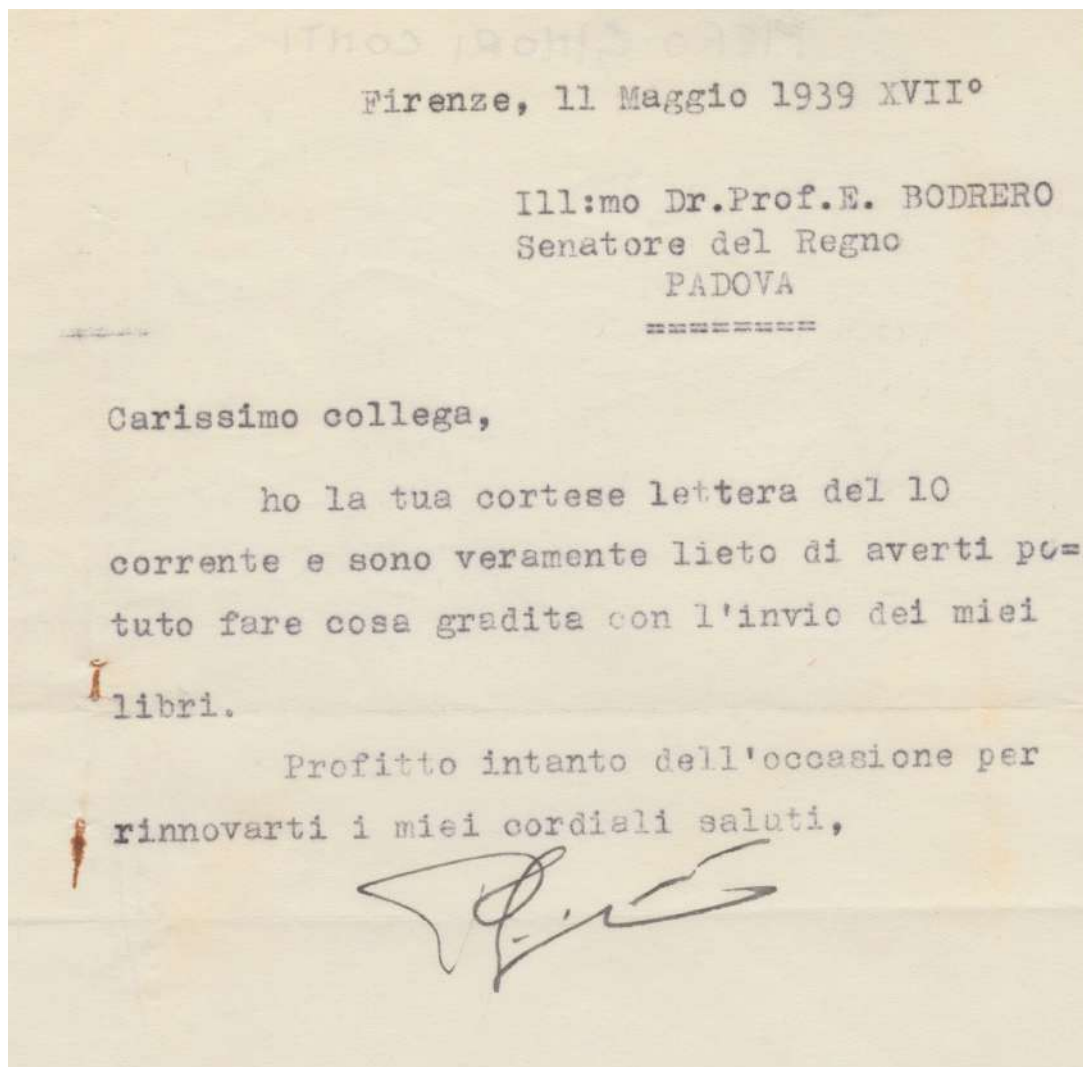 Firenze, 11 Maggio 1939 XVII°
Ill:mo Dr.Prof.E. BODRERO
Senatore del Regno
PADOVA
=========
Carissimo collega,
ho la tua cortese lettera del 10
corrente e sono veramente lieto di averti po=
tuto fare cosa gradita con l'invio dei miei
libri.
Profitto intanto dell'occasione per
rinnovarti i miei cordiali saluti,